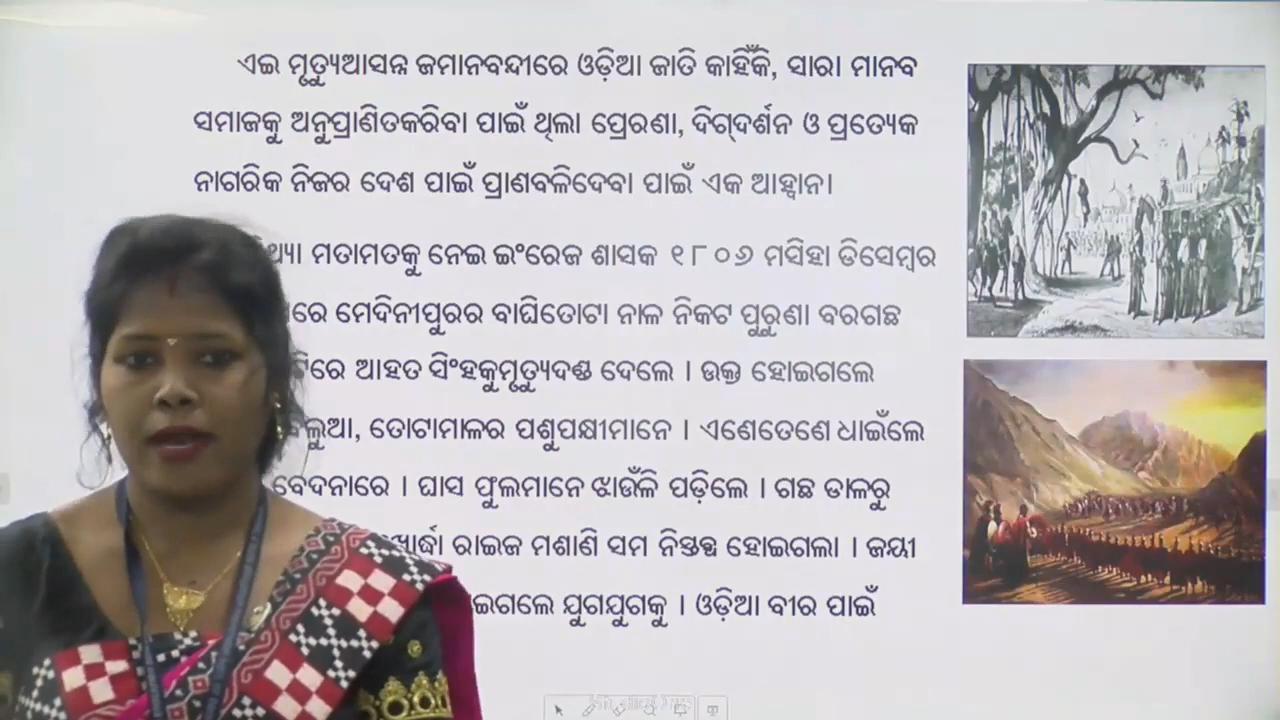 ଏଇ ମୃତ୍ୟୁଆସନ୍ନ ଜମାନବନ୍ଦୀରେ ଓଡ଼ିଆ ଜାତି କାହିଁକି, ସାରା ମାନବ
ସମାଜକୁ ଅନୁପ୍ରାଣିତକରିବା ପାଇଁ ଥିଲା ପ୍ରେରଣା, ଦିଗ୍‌ଦର୍ଶନ ଓ ପ୍ରତ୍ୟେକ
ନାଗରିକ ନିଜର ଦେଶ ପାଇଁ ପ୍ରାଣବଳିଦେବା ପାଇଁ ଏକ ଆହ୍ୱାନ।
ମତାମତକୁ ନେଇ ଇଂରେଜ ଶାସକ ୧୮୦୬ ମସିହା ଡିସେମ୍ବର
ମେଦିନୀପୁରର ବାଘିତୋଟା ନାଳ ନିକଟ ପୁରୁଣା ବରଗଛ
ଆହତ ସିଂହକୁମୃତ୍ୟୁଦଣ୍ଡ ଦେଲେ । ଉକ୍ତ ହୋଇଗଲେ
ତୋଟାମାଳର ପଶୁପକ୍ଷୀମାନେ । ଏଣେତେଣେ ଧାଇଁଲେ
ବେଦନାରେ । ଘାସ ଫୁଲମାନେ ଝାଉଁଳି ପଡ଼ିଲେ । ଗଛ ଡାଳରୁ
ଖୋର୍ଦ୍ଧା ରାଇଜ ମଶାଣି ସମ ନିସ୍ତବ୍ଧ ହୋଇଗଲା । ଜୟୀ
ଯୁଗଯୁଗକୁ । ଓଡ଼ିଆ ବୀର ପାଇଁ